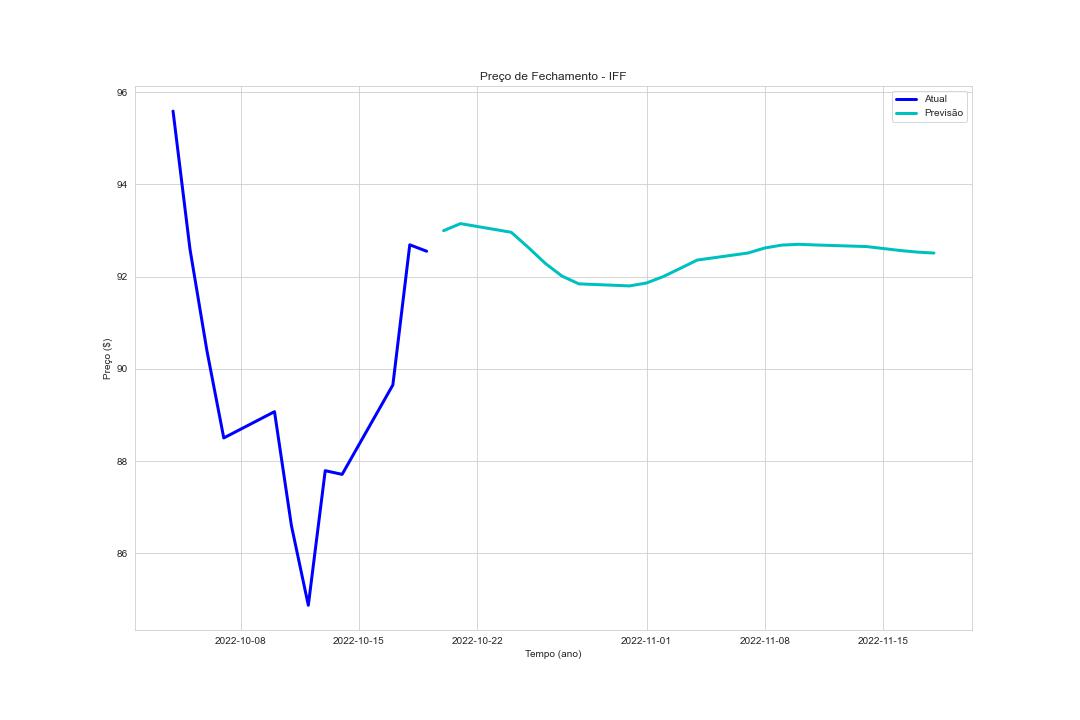 Preço de Fechamento - IFF
Atual
Previsão
Preço ($)
96
94
92
90
88
86
2022-10-08
2022-10-15
2022-10-22
2022-11-01
2022-11-08
2022-11-15
Tempo (ano)